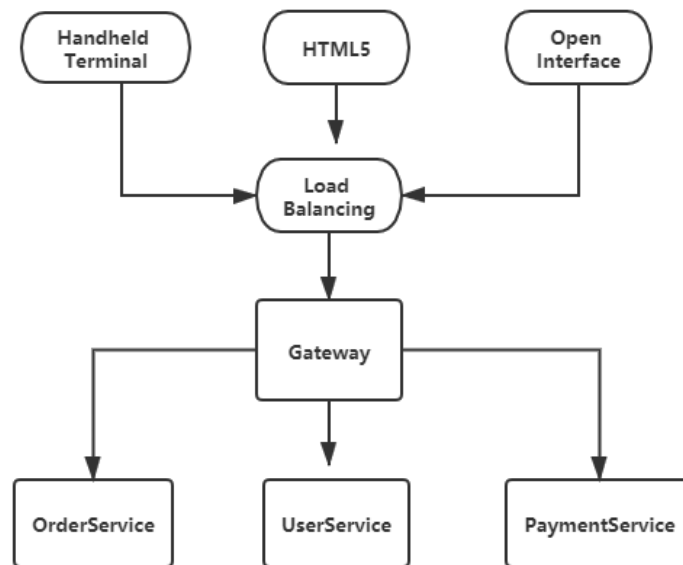 Handheld
Terminal
HTML5
Open
Interface
Load
Balancing
Gateway
OrderService
UserService
PaymentService